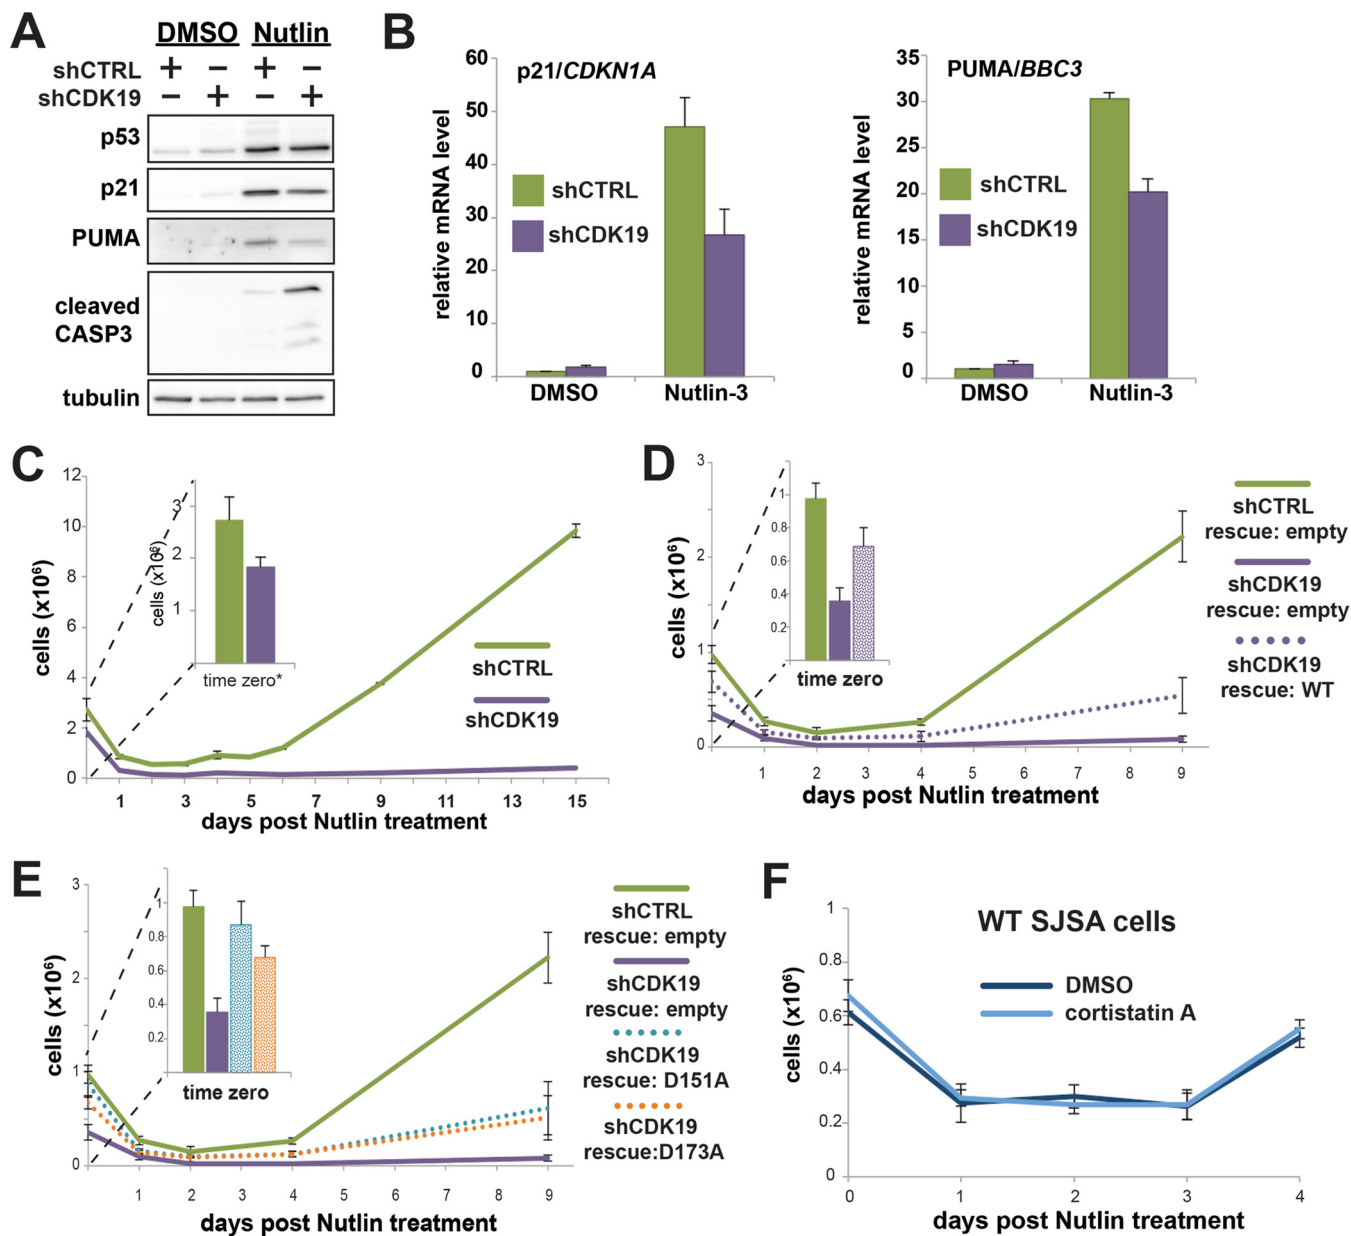 A
DMSO Nutlin
shCTRL + − + −
shCDK19 − + − +
p53
p21
PUMA
cleaved
CASP3
tubulin
B
p21/CDKN1A
relative mRNA level
60
50
40
30
20
10
0
shCTRL
shCDK19
DMSO
Nutlin-3
PUMA/BBC3
relative mRNA level
35
30
25
20
15
10
5
0
shCTRL
shCDK19
DMSO
Nutlin-3
C
cells (x10⁶)
12
10
8
6
4
2
0
cells (x10⁶)
3
2
1
time zero*
shCTRL
shCDK19
1 3 5 7 9 11 13 15
days post Nutlin treatment
D
cells (x10⁶)
3
2
1
0
1
0.8
0.6
0.4
0.2
time zero
1 2 3 4 5 6 7 8 9
days post Nutlin treatment
shCTRL
rescue: empty
shCDK19
rescue: empty
shCDK19
rescue: WT
E
cells (x10⁶)
3
2
1
0
1
0.8
0.6
0.4
0.2
time zero
1 2 3 4 5 6 7 8 9
days post Nutlin treatment
shCTRL
rescue: empty
shCDK19
rescue: empty
shCDK19
rescue: D151A
shCDK19
rescue:D173A
F
WT SJSA cells
cells (x10⁶)
1
0.8
0.6
0.4
0.2
0
DMSO
cortistatin A
0 1 2 3 4
days post Nutlin treatment